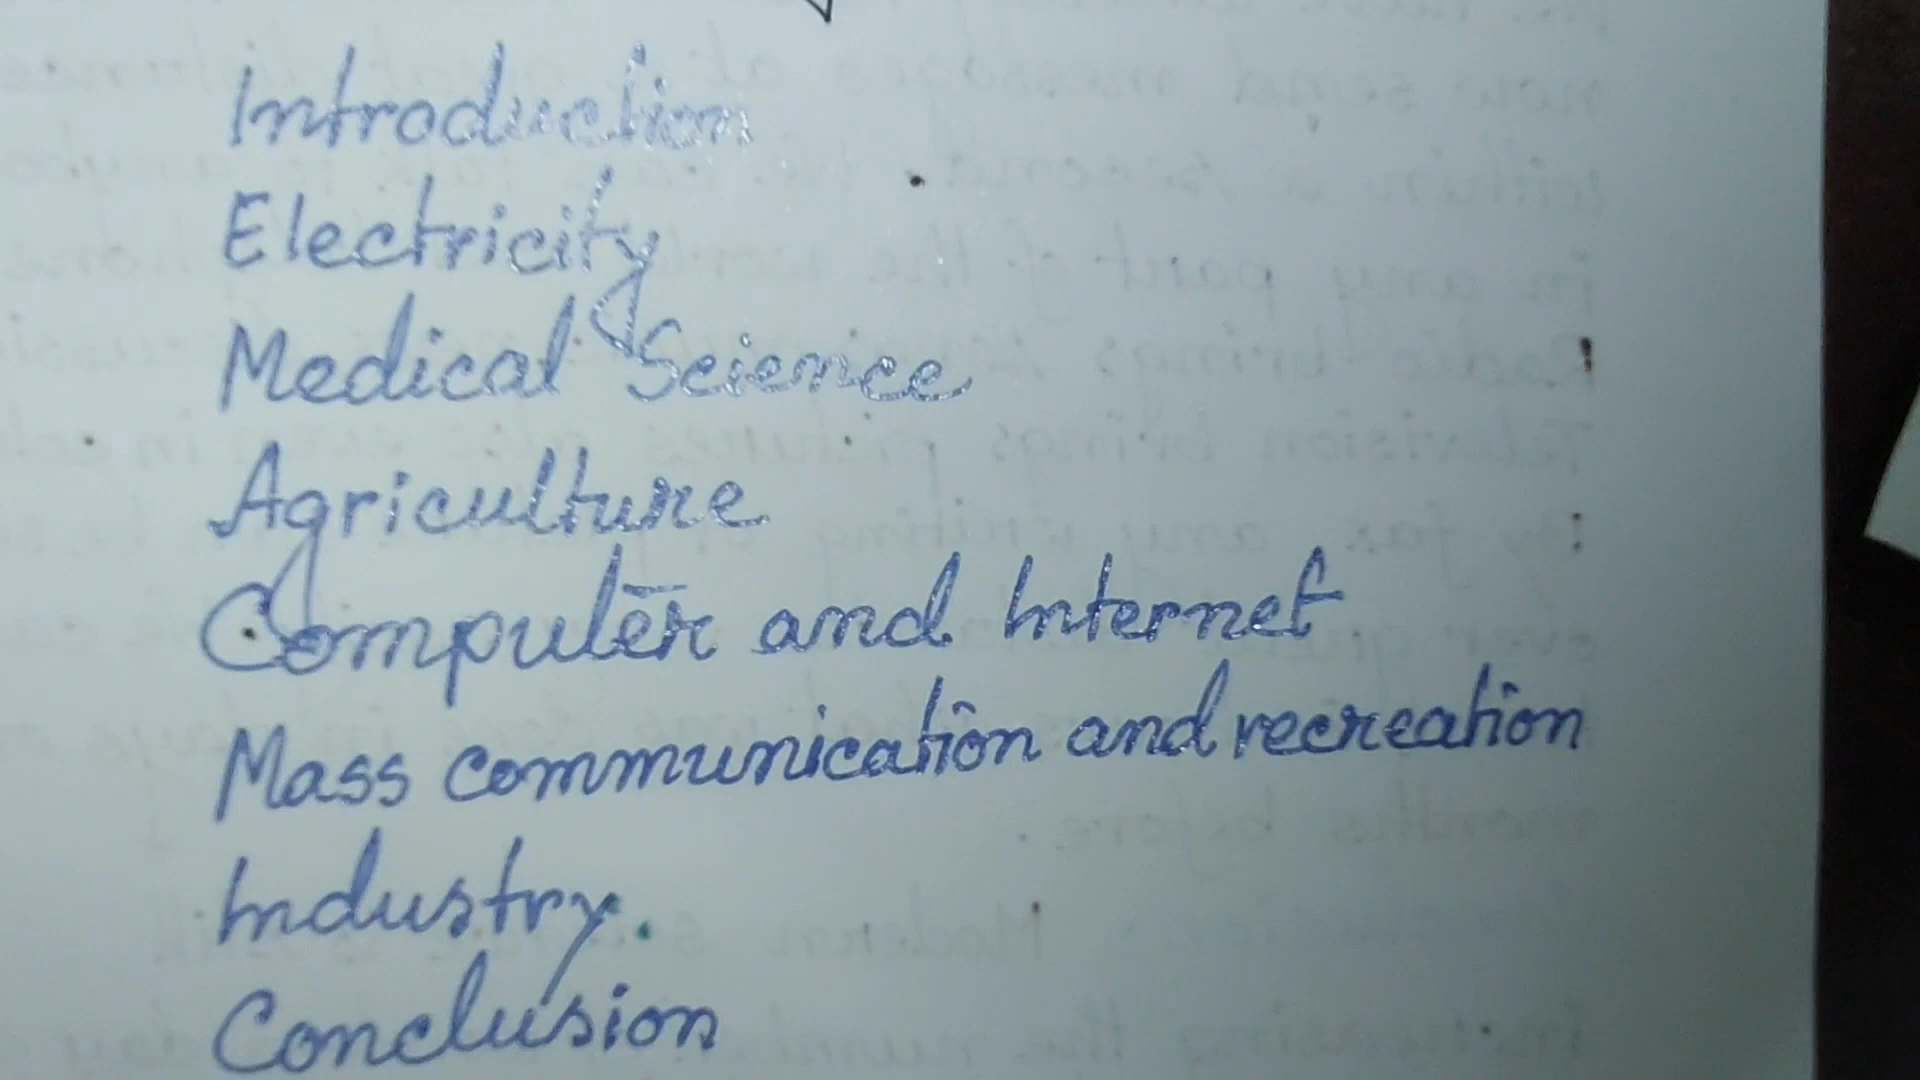 Introduction
Electricity
Medical Science
Agriculture
Computer and Internet
Mass communication and recreation
Industry.
Conclusion